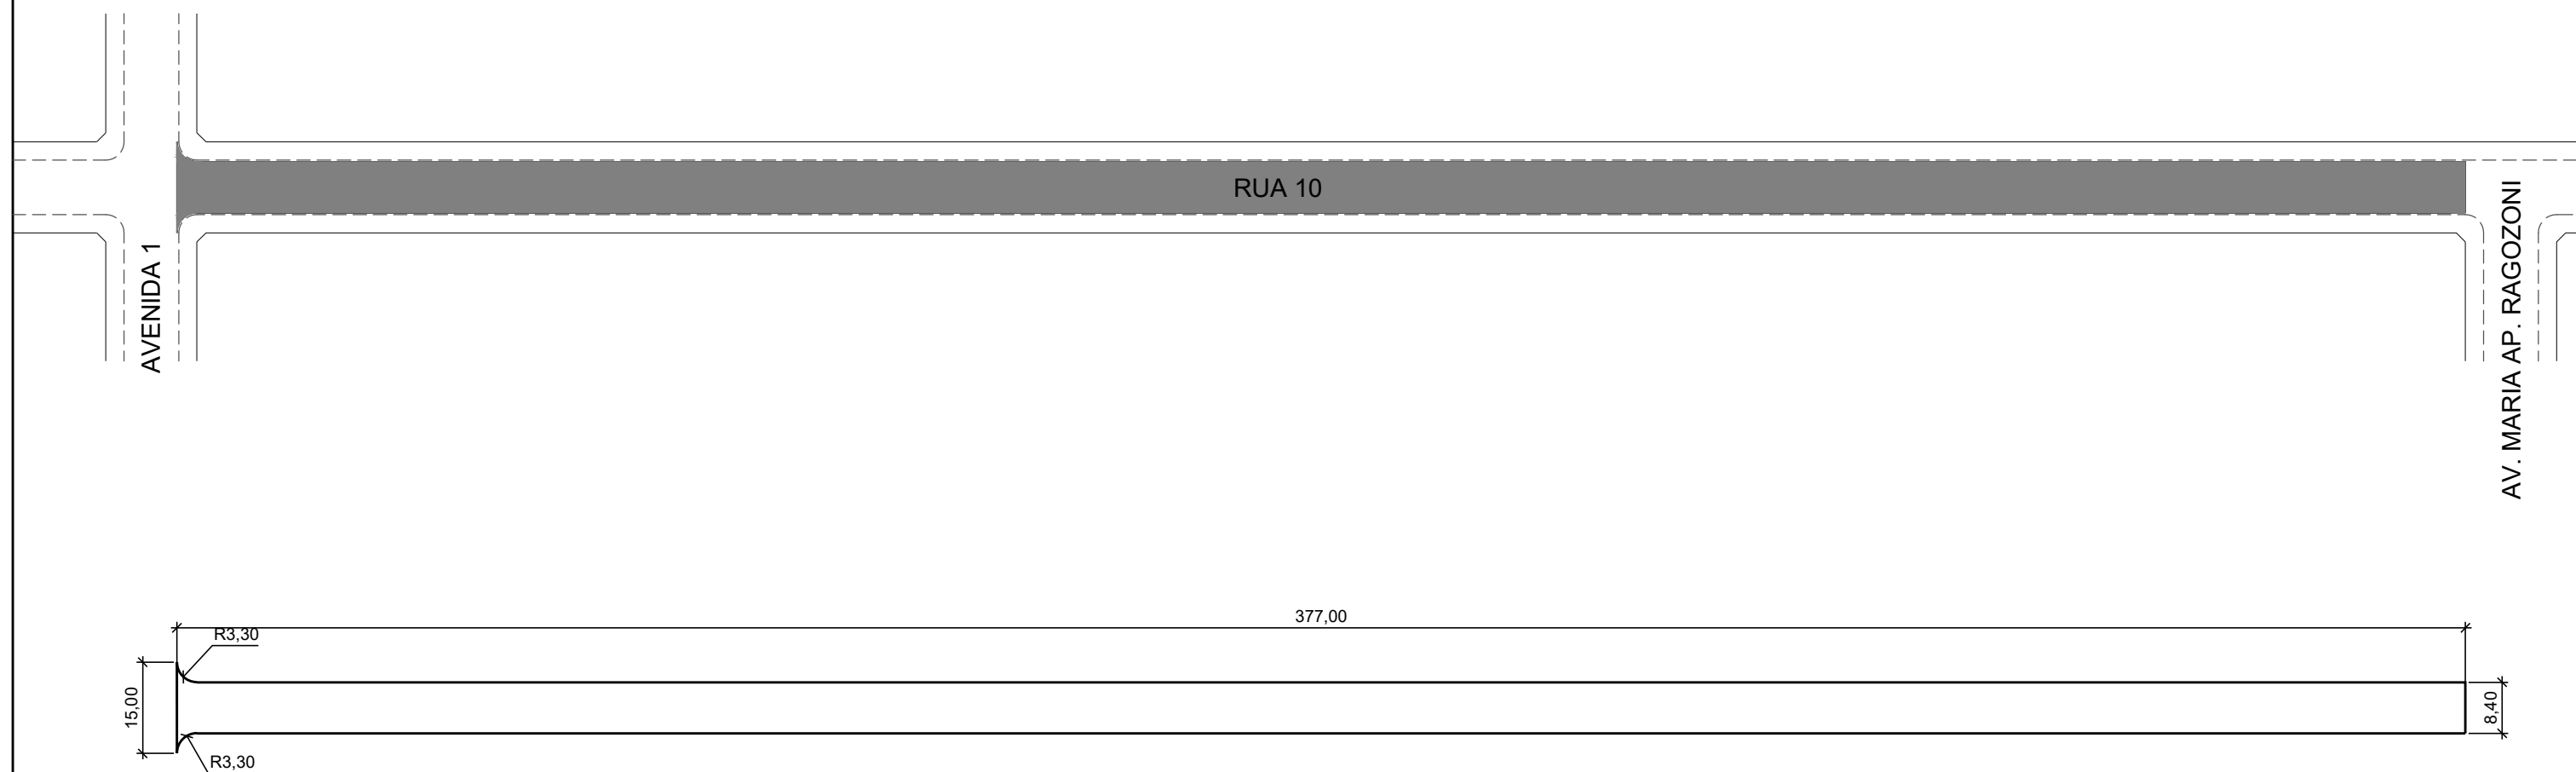 RUA 10
AVENIDA 1
AV. MARIA AP. RAGOZONI
377,00
R3,30
15,00
8,40
R3,30